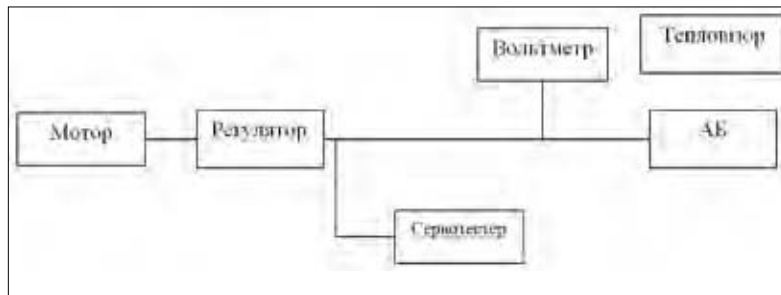 Вольтметр
Тепловизор
Мотор
Регулятор
АБ
Сервотестер